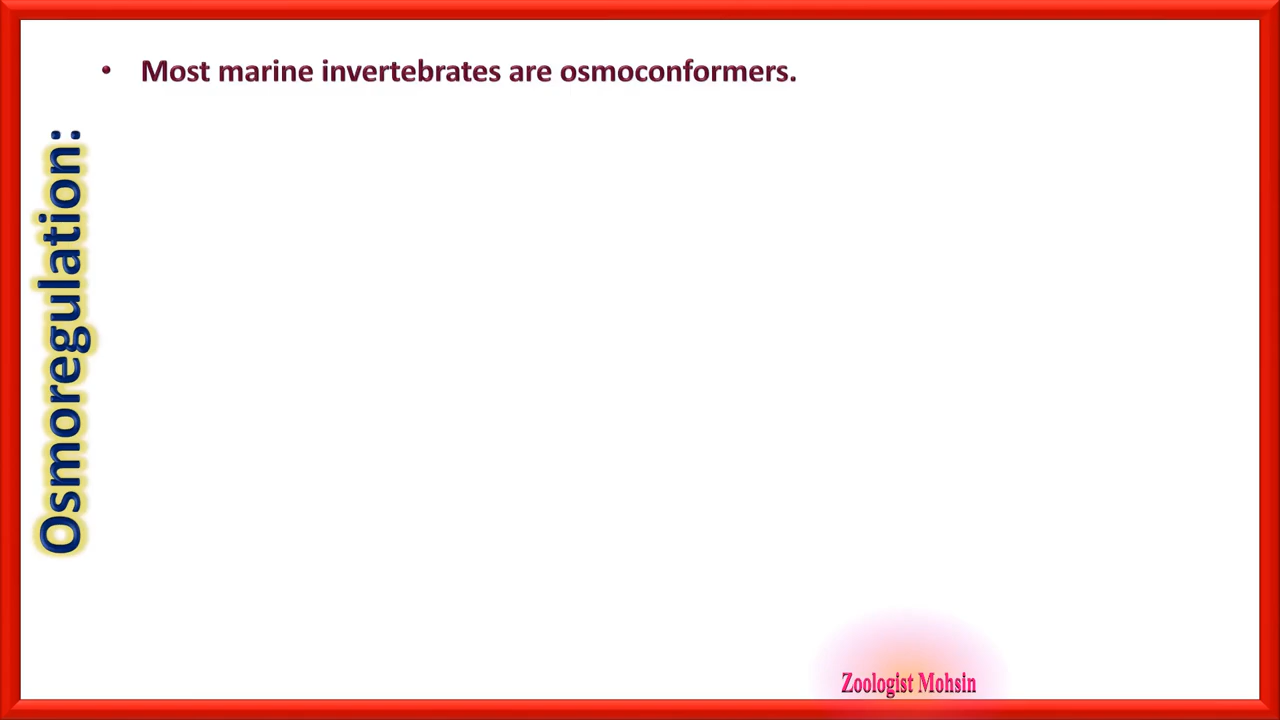 Osmoregulation:
• Most marine invertebrates are osmoconformers.
Zoologist Mohsin